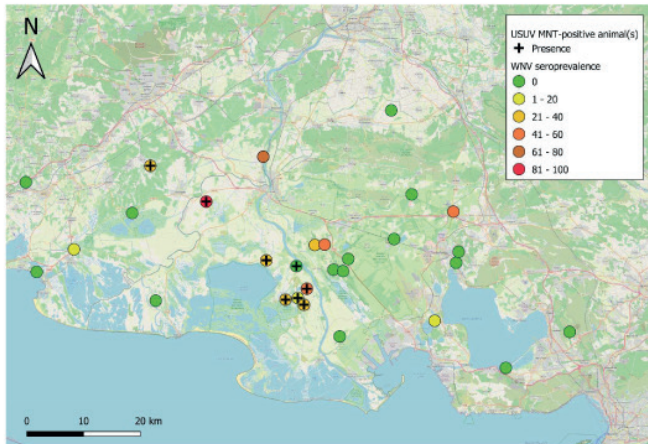 N
USUV MNT-positive animal(s)
Presence
WNV seroprevalence
0
1 - 20
21 - 40
41 - 60
61 - 80
81 - 100
0 10 20 km